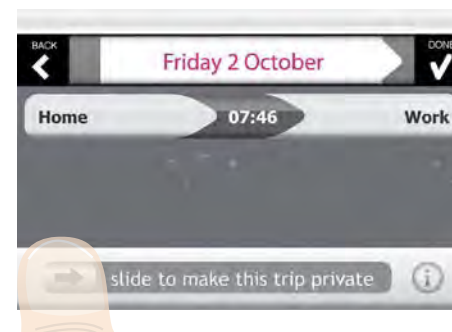 BACK
Friday 2 October
DONE
Home 07:46 Work
slide to make this trip private
i